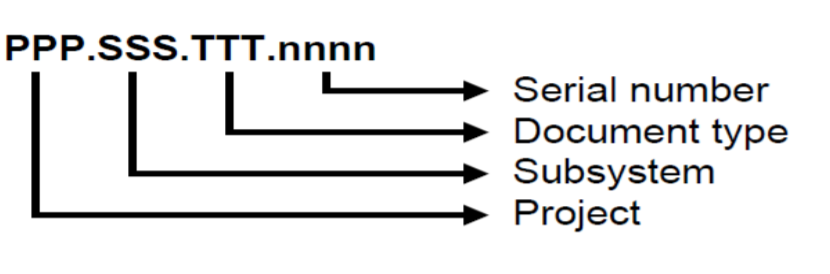 PPP.SSS.TTT.nnnn
Serial number
Document type
Subsystem
Project